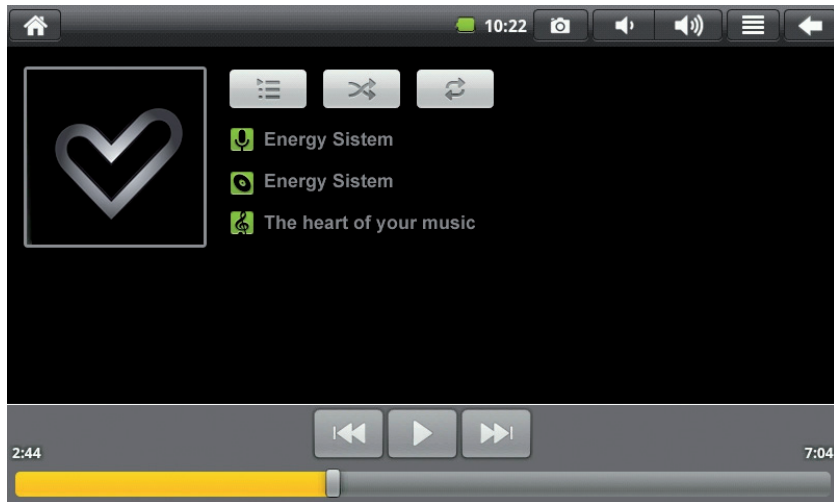 10:22
Energy Sistem
Energy Sistem
The heart of your music
2:44
7:04